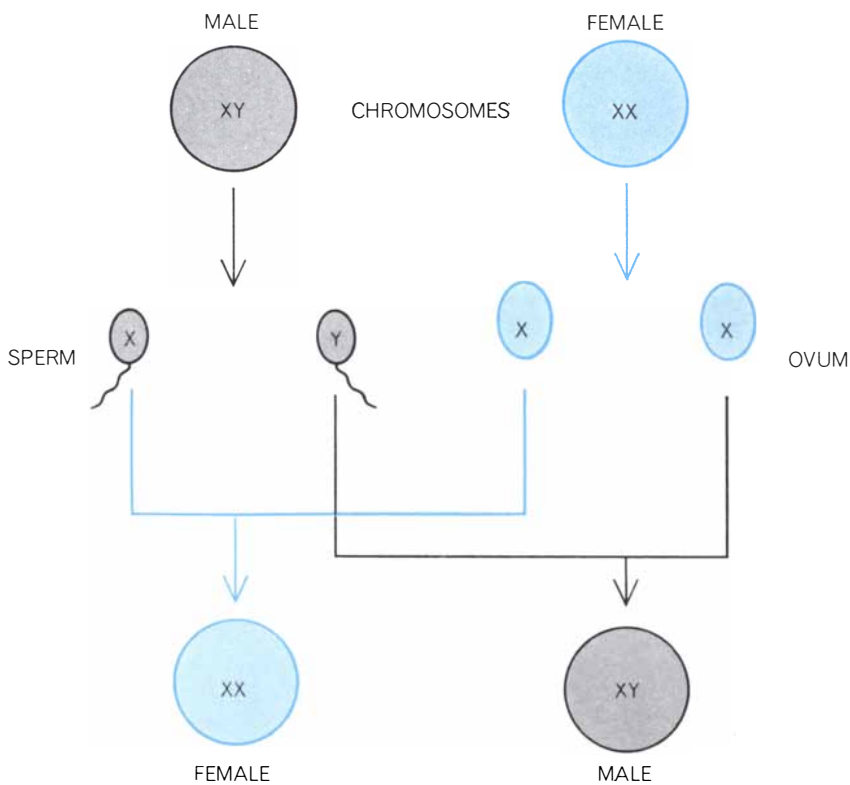 MALE
FEMALE
XY
CHROMOSOMES
XX
X
Y
X
X
SPERM
OVUM
XX
XY
FEMALE
MALE